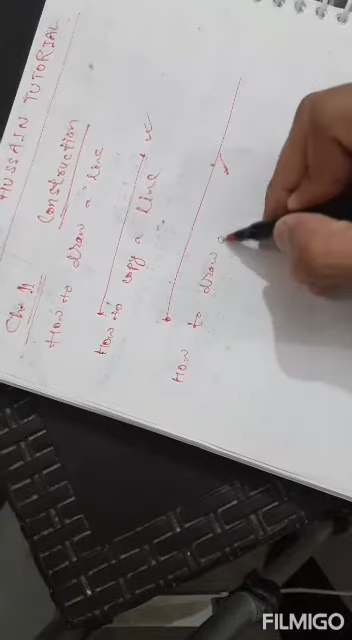 HUSSAIN TUTORIAL
Ch. 11 Construction
How to draw a line
How to copy a line
How to draw
FILMIGO